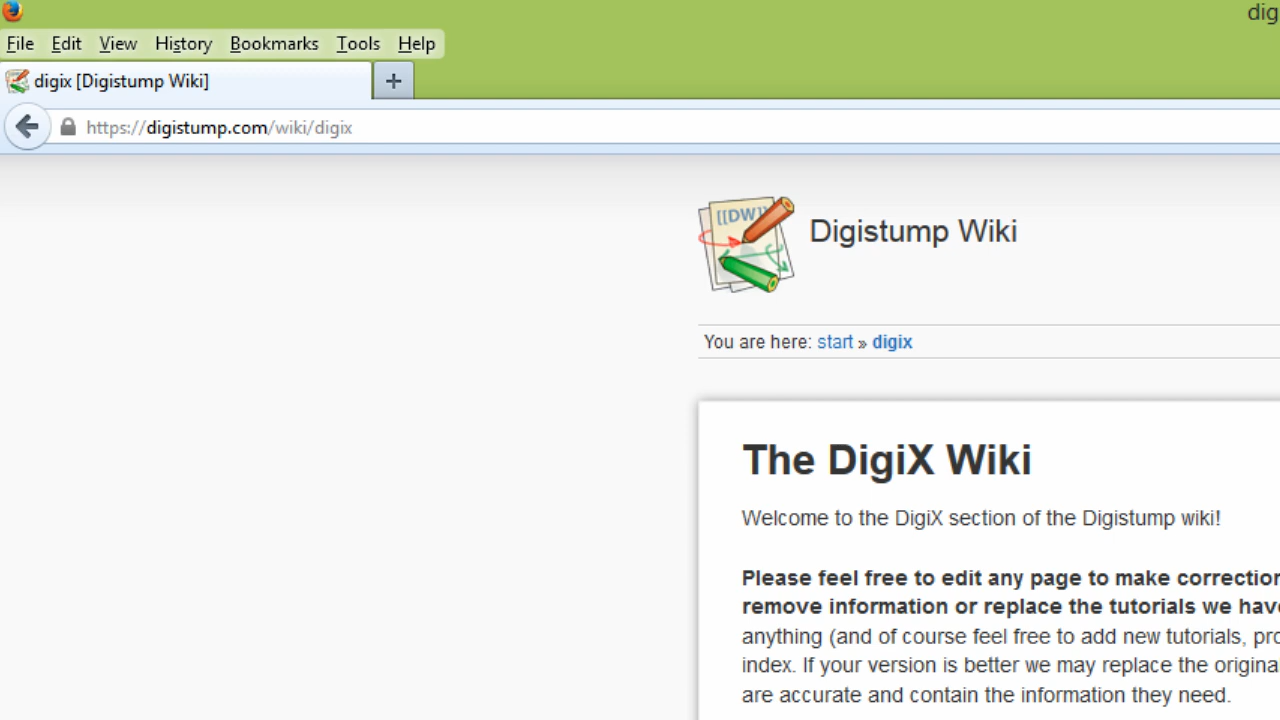 dig
File Edit View History Bookmarks Tools Help
digix [Digistump Wiki]
https://digistump.com/wiki/digix
[[DW]]
Digistump Wiki
You are here: start » digix
The DigiX Wiki
Welcome to the DigiX section of the Digistump wiki!
Please feel free to edit any page to make correction
remove information or replace the tutorials we have
anything (and of course feel free to add new tutorials, pro
index. If your version is better we may replace the origina
are accurate and contain the information they need.